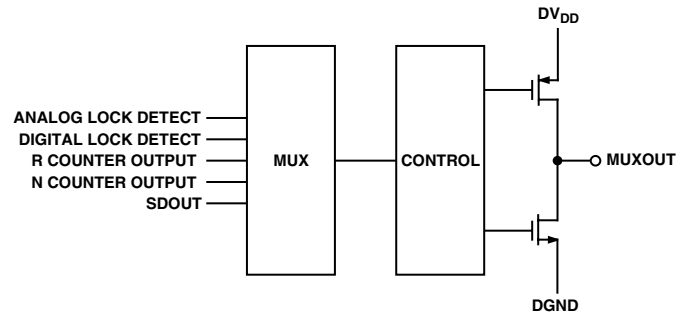 DVDD
ANALOG LOCK DETECT
DIGITAL LOCK DETECT
R COUNTER OUTPUT
N COUNTER OUTPUT
SDOUT
MUX
CONTROL
MUXOUT
DGND